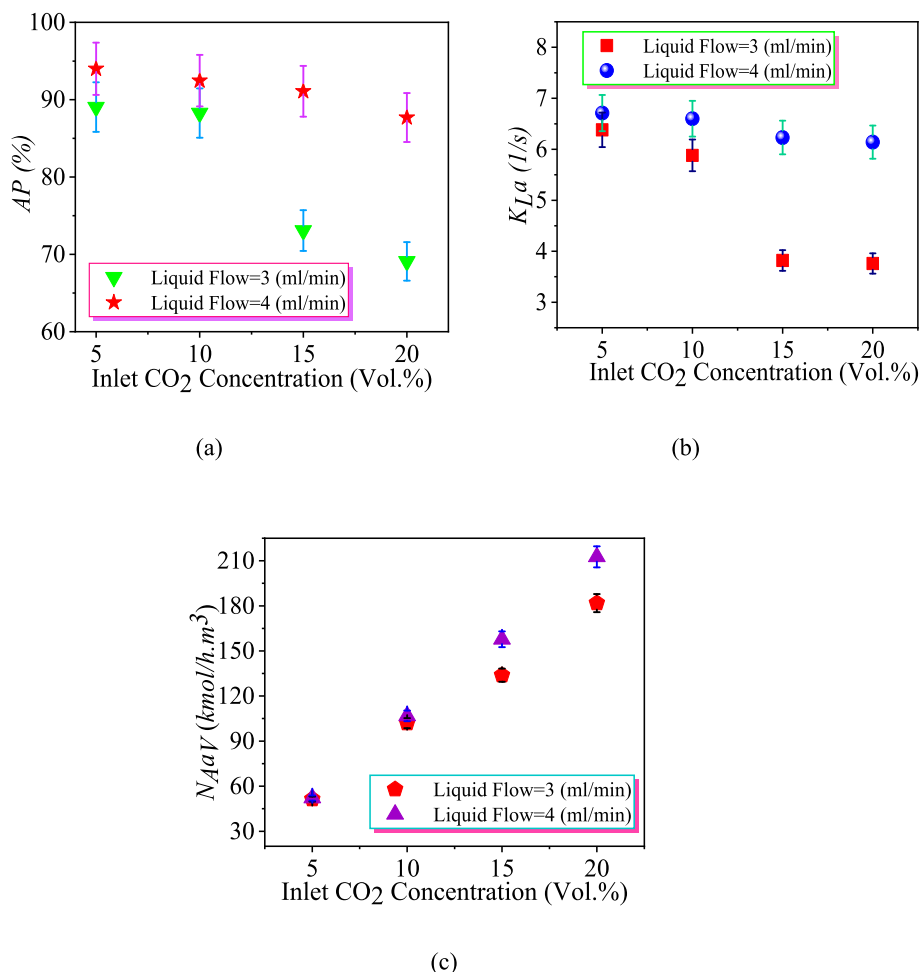 100
90
80
70
60
AP (%)
Liquid Flow=3 (ml/min)
Liquid Flow=4 (ml/min)
5 10 15 20
Inlet CO2 Concentration (Vol.%)
(a)
8
7
6
5
4
3
KLa (1/s)
Liquid Flow=3 (ml/min)
Liquid Flow=4 (ml/min)
5 10 15 20
Inlet CO2 Concentration (Vol.%)
(b)
210
180
150
120
90
60
30
NAaV (kmol/h.m3)
Liquid Flow=3 (ml/min)
Liquid Flow=4 (ml/min)
5 10 15 20
Inlet CO2 Concentration (Vol.%)
(c)